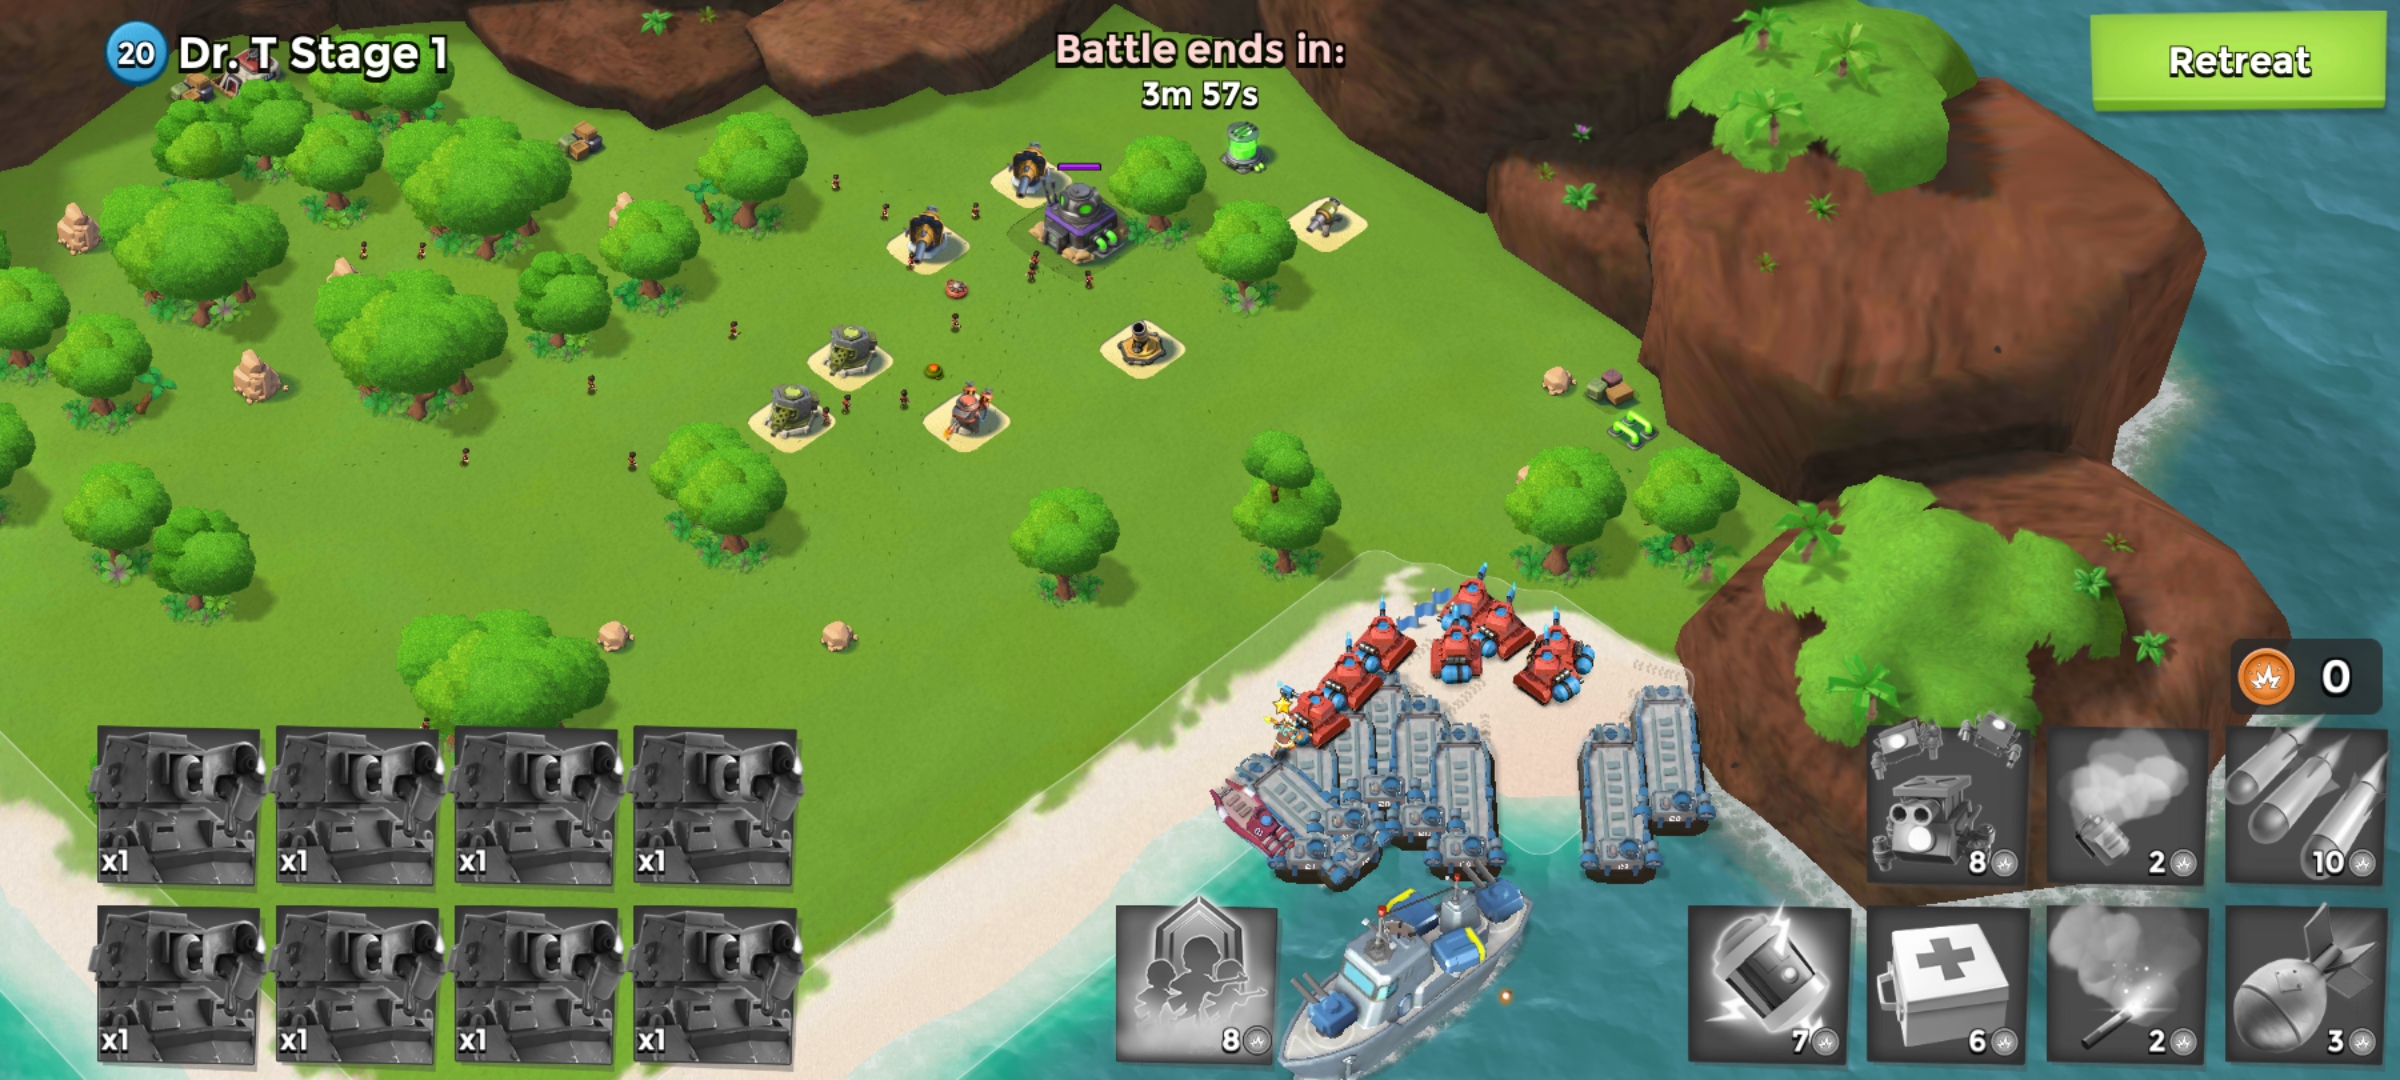 20 Dr. T Stage 1
Battle ends in:
3m 57s
Retreat
0
x1 x1 x1 x1
8 2 10
x1 x1 x1 x1
8 7 6 2 3